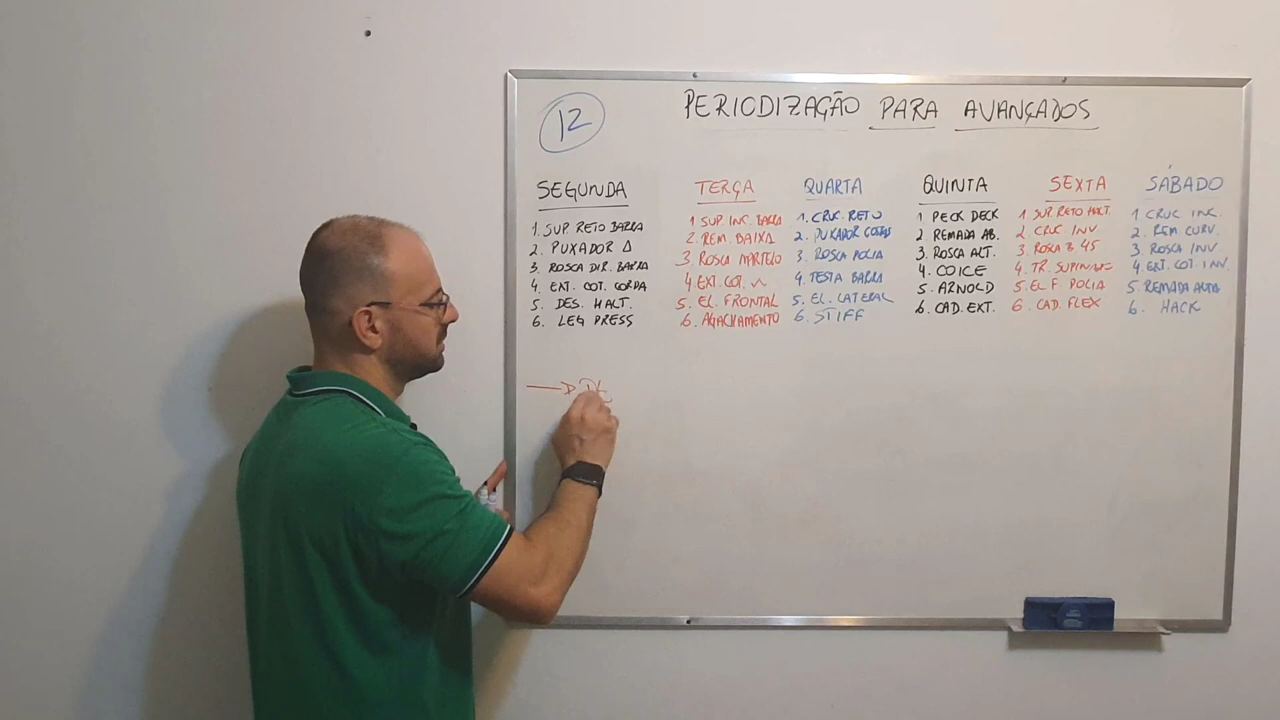 12
PERIODIZAÇÃO PARA AVANÇADOS
SEGUNDA
1. SUP. RETO BARRA
2. PUXADOR Δ
3. ROSCA DIR. BARRA
4. EXT. COT. CORDA
5. DES. HALT.
6. LEG PRESS
TERÇA
1 SUP. INC. BARRA
2. REM. BAIXA
3. ROSCA MARTELO
4. EXT. COT.
5. EL. FRONTAL
6. AGACHAMENTO
QUARTA
1. CRUC. RETO
2. PUXADOR COSTAS
3. ROSCA POLIA
4. TESTA BARRA
5. EL. LATERAL
6. STIFF
QUINTA
1 PECK DECK
2. REMADA AB.
3. ROSCA ALT.
4. COICE
5. ARNOLD
6. CAD. EXT.
SEXTA
1 SUP. RETO HALT.
2 CRUC. INV
3 ROSCA B 45
4. TR. SUPINADO
5. EL F POLIA
6. CAD. FLEX
SÁBADO
1 CRUC INC.
2. REM CURV.
3 ROSCA INV
4 EXT. COT INV.
5 REMADA ALTA
6. HACK